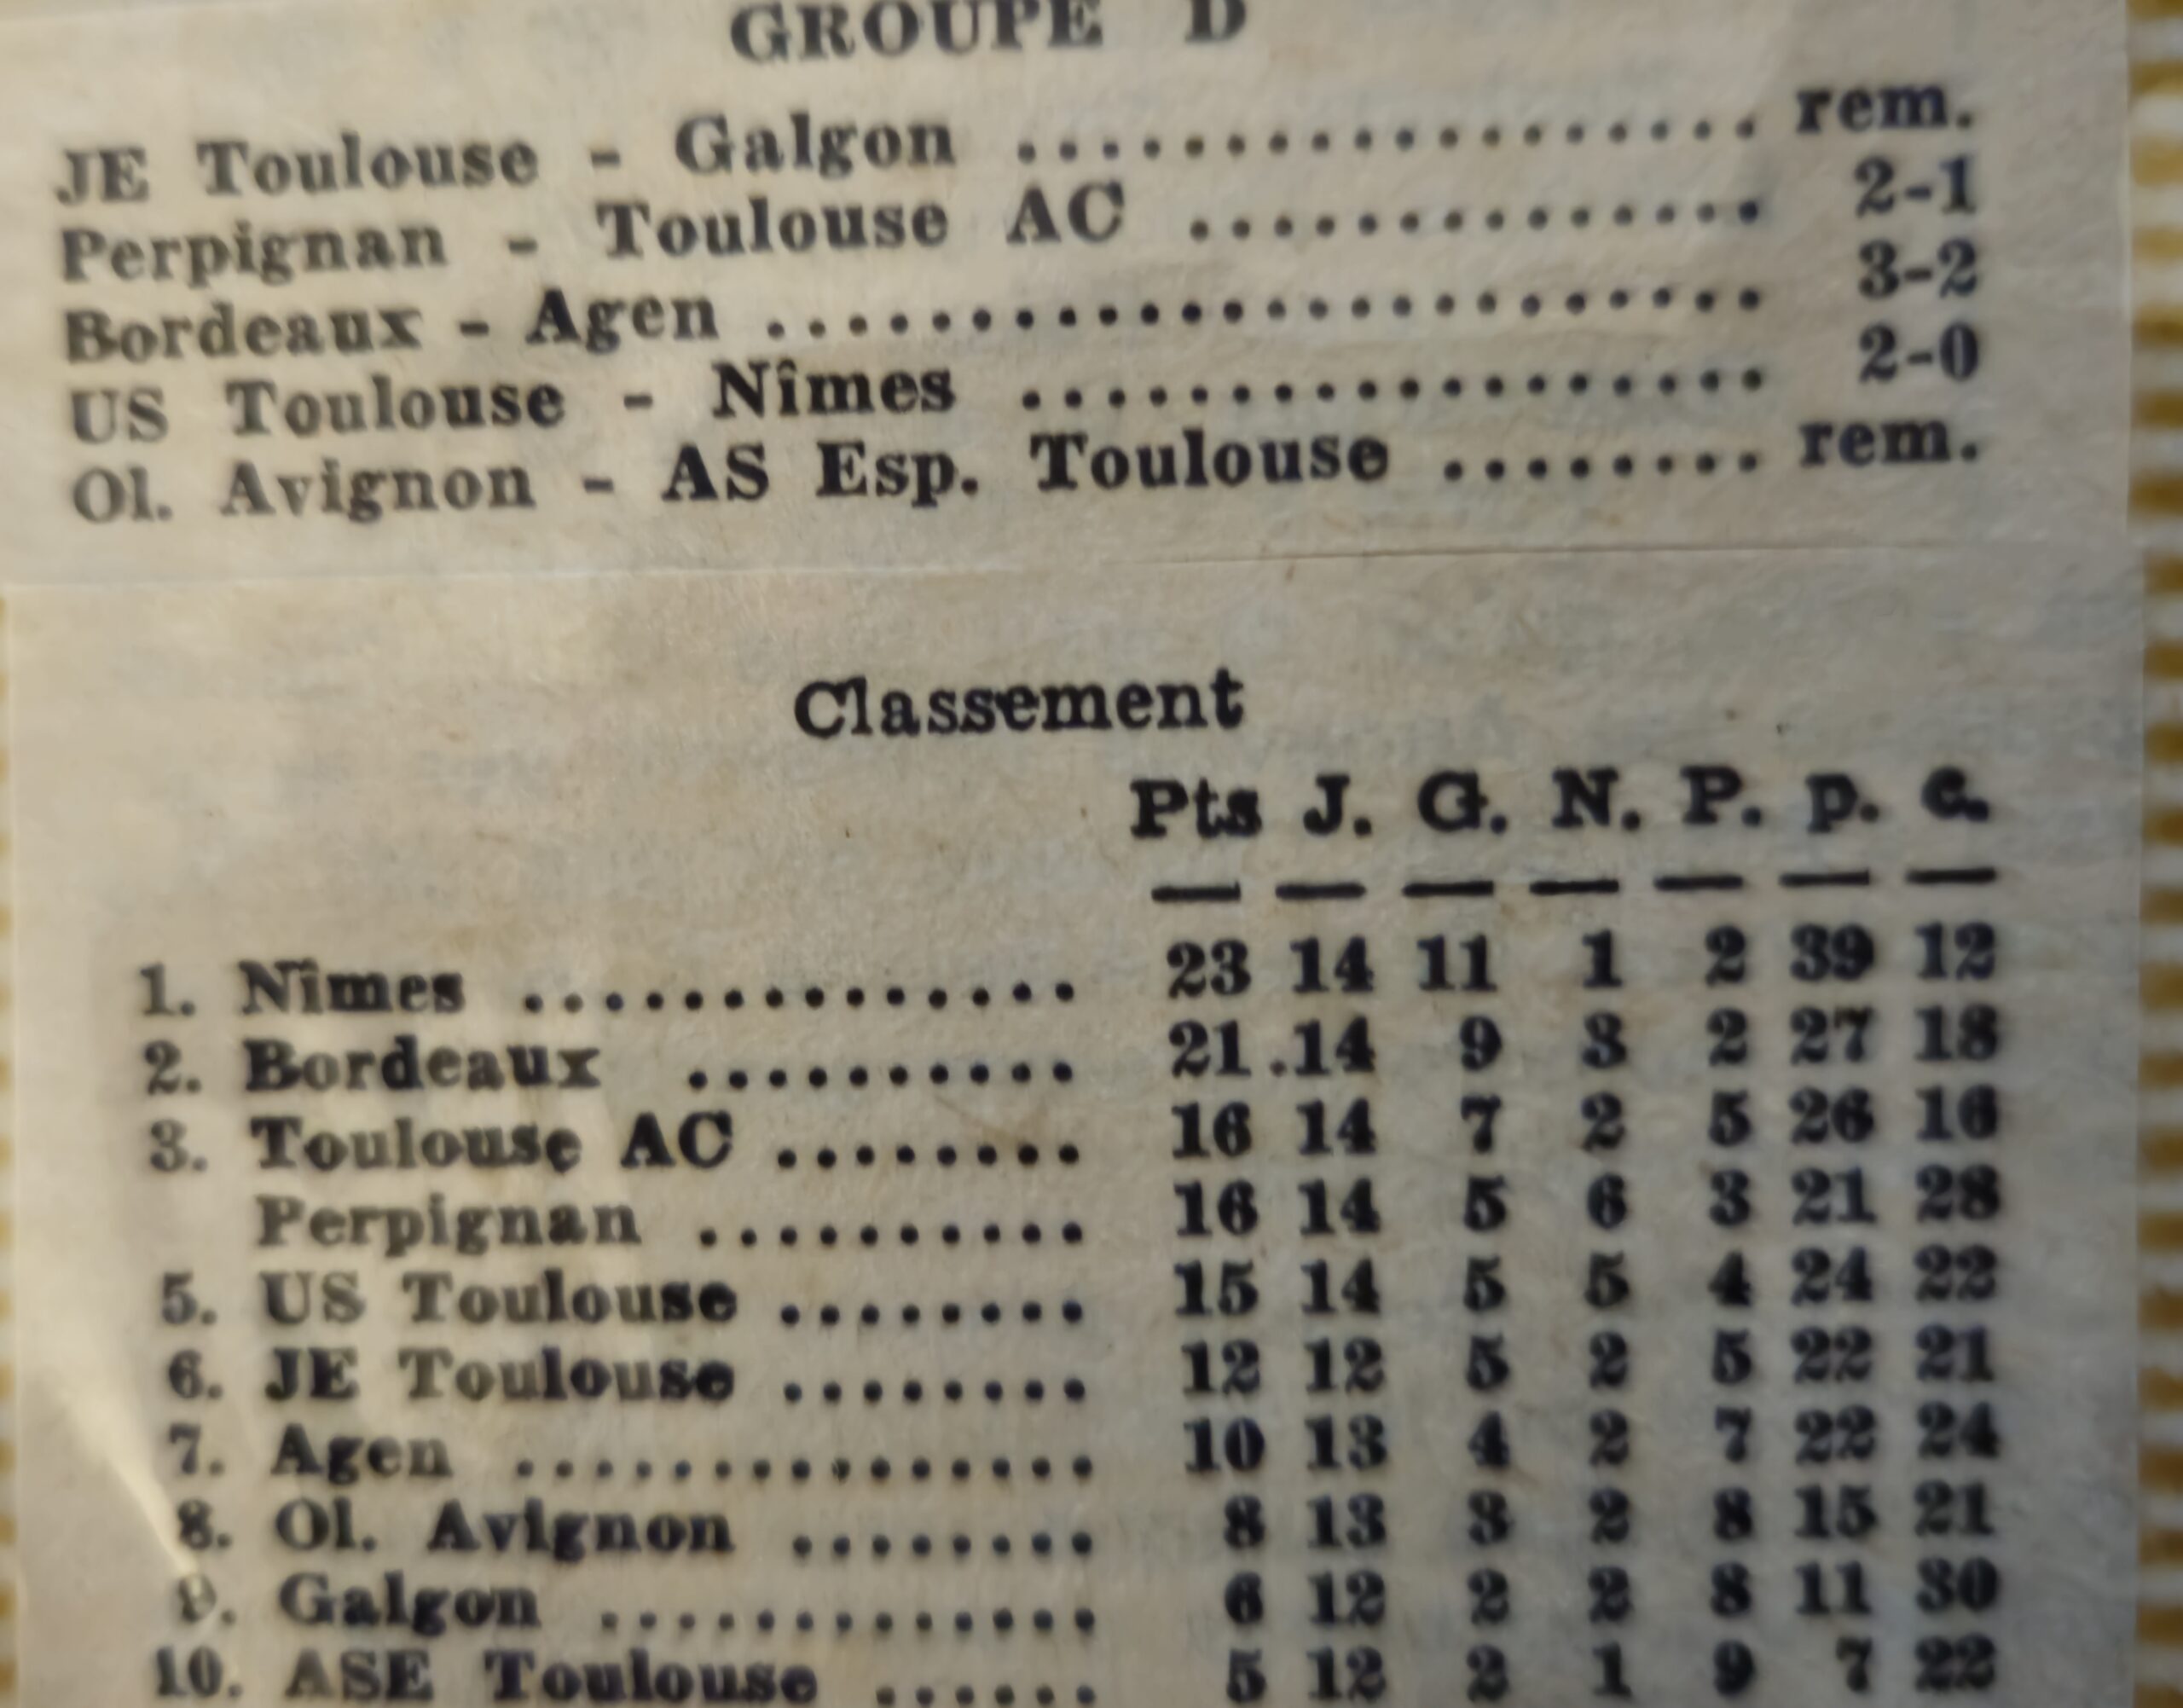 GROUPE D
JE Toulouse - Galgon .................. rem.
Perpignan - Toulouse AC .............. 2-1
Bordeaux - Agen ........................ 3-2
US Toulouse - Nîmes .................. 2-0
Ol. Avignon - AS Esp. Toulouse ........ rem.
Classement
Pts J. G. N. P. p. c.
1. Nîmes .............. 23 14 11 1 2 39 12
2. Bordeaux .......... 21 .14 9 3 2 27 18
3. Toulouse AC ........ 16 14 7 2 5 26 16
Perpignan .......... 16 14 5 6 3 21 28
5. US Toulouse ........ 15 14 5 5 4 24 22
6. JE Toulouse ........ 12 12 5 2 5 22 21
7. Agen ............... 10 13 4 2 7 22 24
8. Ol. Avignon ........ 8 13 3 2 8 15 21
9. Galgon ............. 6 12 2 2 8 11 30
10. ASE Toulouse ...... 5 12 2 1 9 7 22